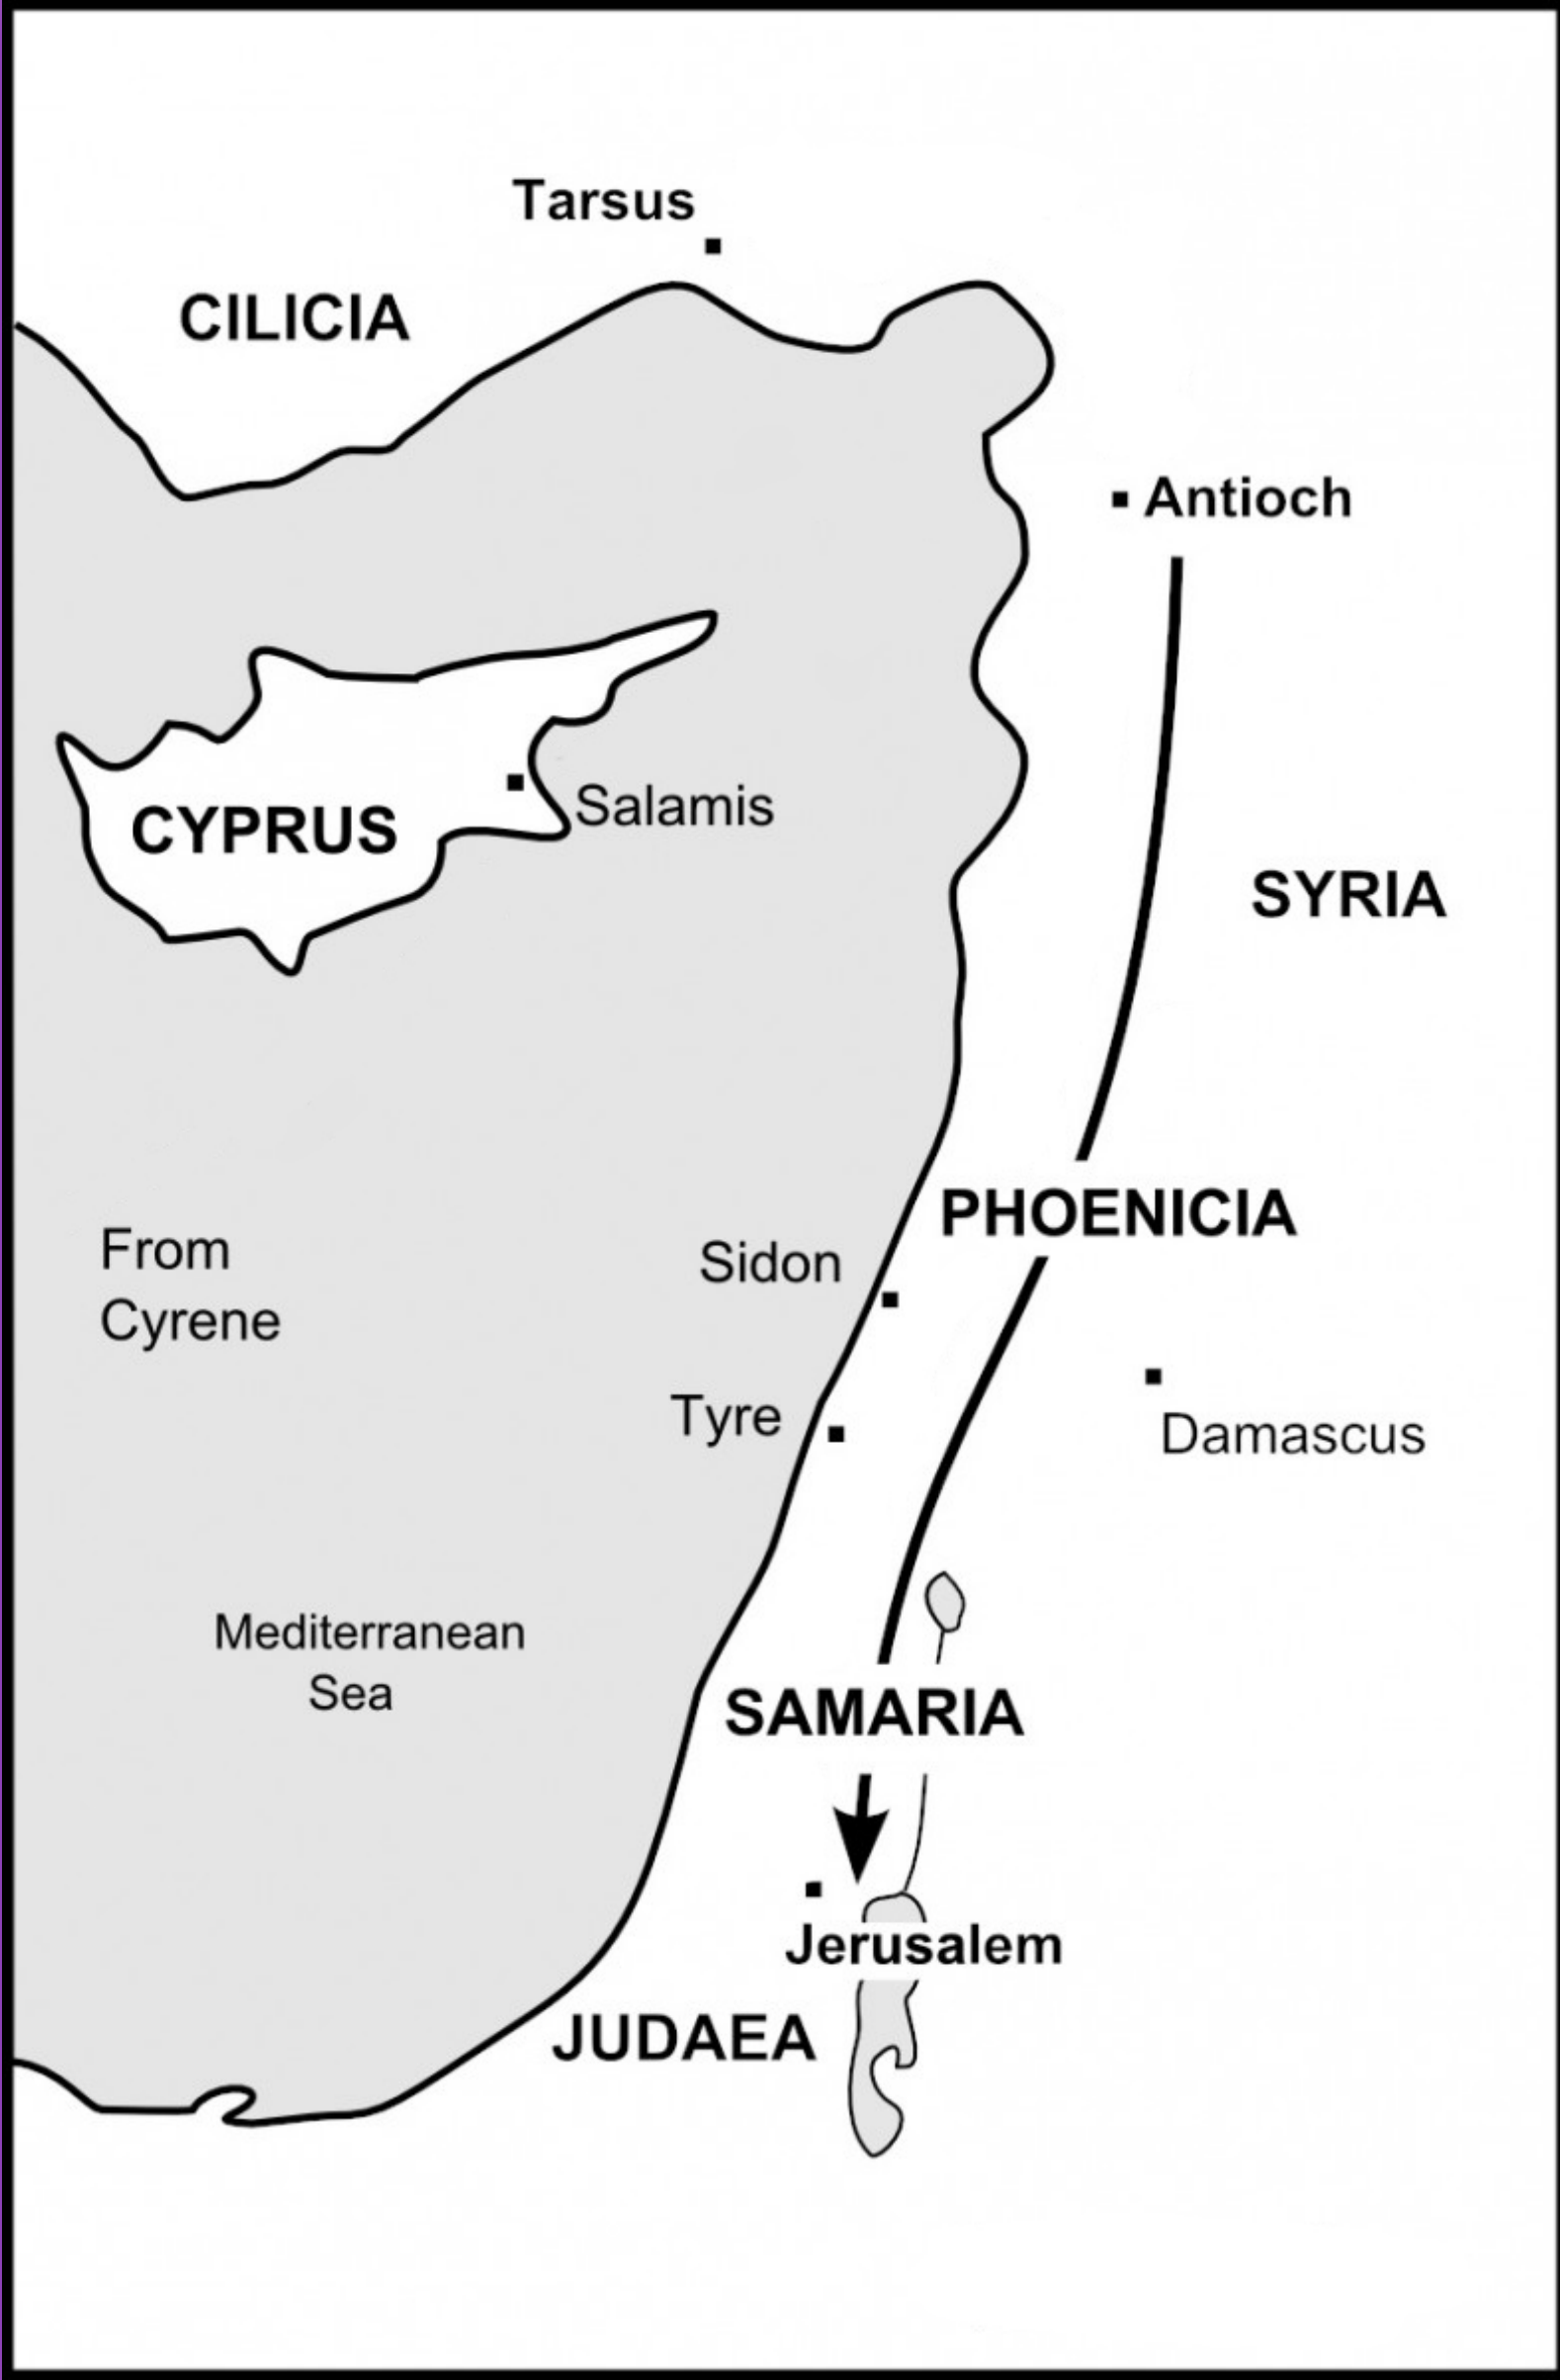 Tarsus
CILICIA
Antioch
Salamis
CYPRUS
SYRIA
PHOENICIA
From
Cyrene
Sidon
Tyre
Damascus
Mediterranean
Sea
SAMARIA
Jerusalem
JUDAEA